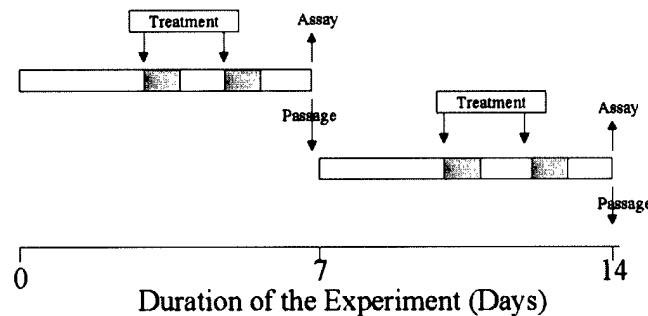 Treatment
Assay
Passage
Treatment
Assay
Passage
0
7
14
Duration of the Experiment (Days)